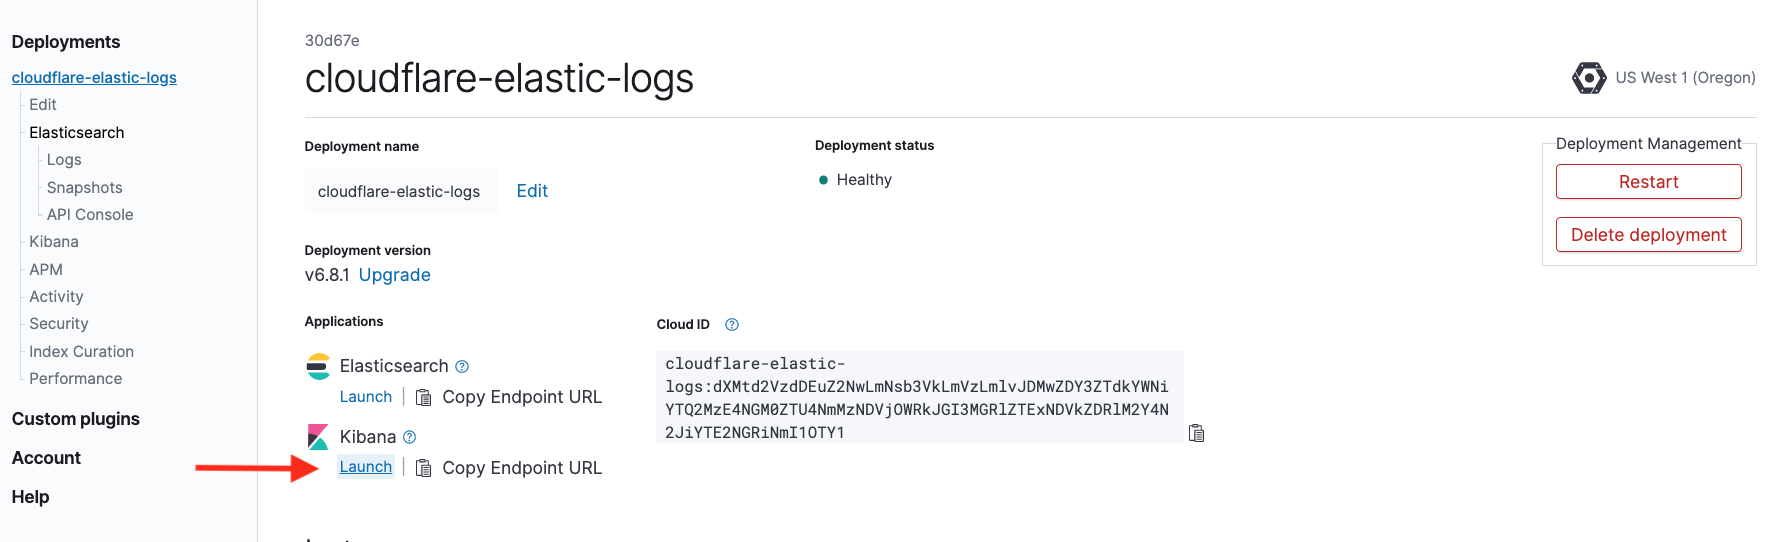 Deployments
cloudflare-elastic-logs
Edit
Elasticsearch
Logs
Snapshots
API Console
Kibana
APM
Activity
Security
Index Curation
Performance
Custom plugins
Account
Help
30d67e
cloudflare-elastic-logs
US West 1 (Oregon)
Deployment name
cloudflare-elastic-logs Edit
Deployment status
Healthy
Deployment Management
Restart
Delete deployment
Deployment version
v6.8.1 Upgrade
Applications
Elasticsearch
Launch | Copy Endpoint URL
Kibana
Launch | Copy Endpoint URL
Cloud ID
cloudflare-elastic-
logs:dXMtd2VzdDEuZ2NwLmNsb3VkLmVzLmlvJDMwZDY3ZTdkYWNi
YTQ2MzE4NGM0ZTU4NmMzNDVjOWRkJGI3MGRlZTExNDVkZDRlM2Y4N
2JiYTE2NGRiNmI1OTY1